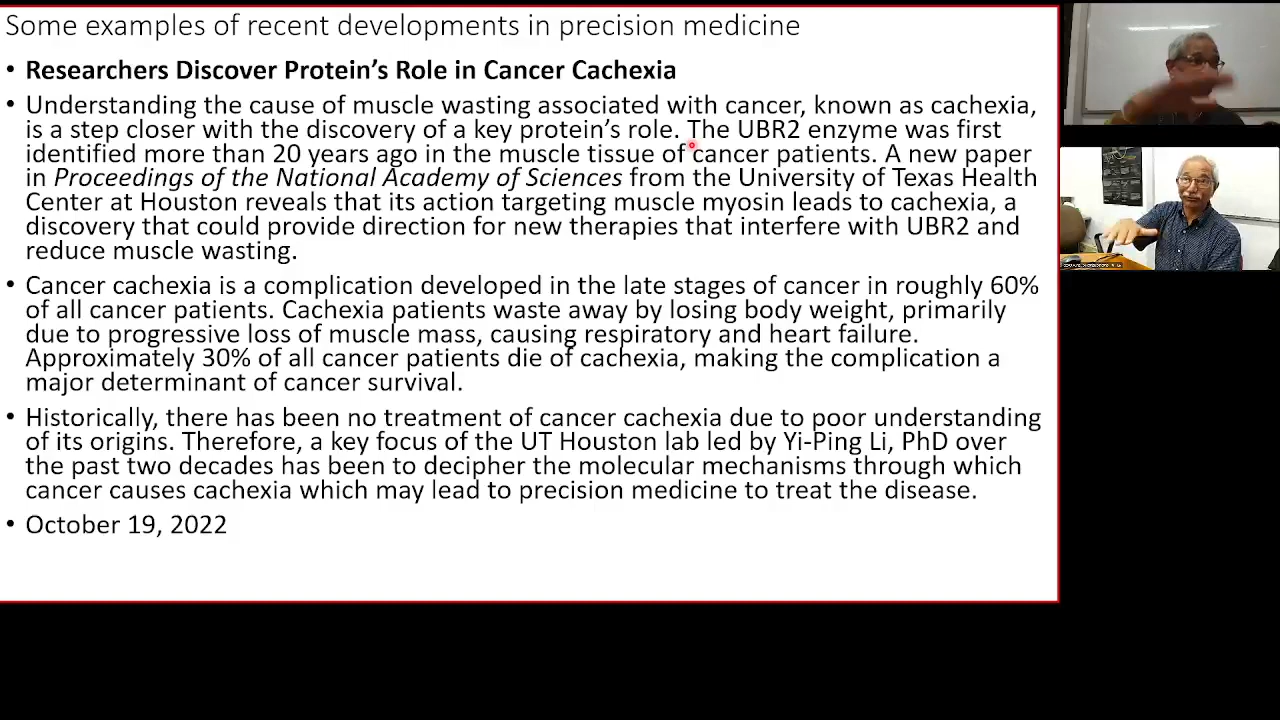 Some examples of recent developments in precision medicine
• Researchers Discover Protein's Role in Cancer Cachexia
• Understanding the cause of muscle wasting associated with cancer, known as cachexia,
is a step closer with the discovery of a key protein's role. The UBR2 enzyme was first
identified more than 20 years ago in the muscle tissue of cancer patients. A new paper
in Proceedings of the National Academy of Sciences from the University of Texas Health
Center at Houston reveals that its action targeting muscle myosin leads to cachexia, a
discovery that could provide direction for new therapies that interfere with UBR2 and
reduce muscle wasting.
• Cancer cachexia is a complication developed in the late stages of cancer in roughly 60%
of all cancer patients. Cachexia patients waste away by losing body weight, primarily
due to progressive loss of muscle mass, causing respiratory and heart failure.
Approximately 30% of all cancer patients die of cachexia, making the complication a
major determinant of cancer survival.
• Historically, there has been no treatment of cancer cachexia due to poor understanding
of its origins. Therefore, a key focus of the UT Houston lab led by Yi-Ping Li, PhD over
the past two decades has been to decipher the molecular mechanisms through which
cancer causes cachexia which may lead to precision medicine to treat the disease.
• October 19, 2022